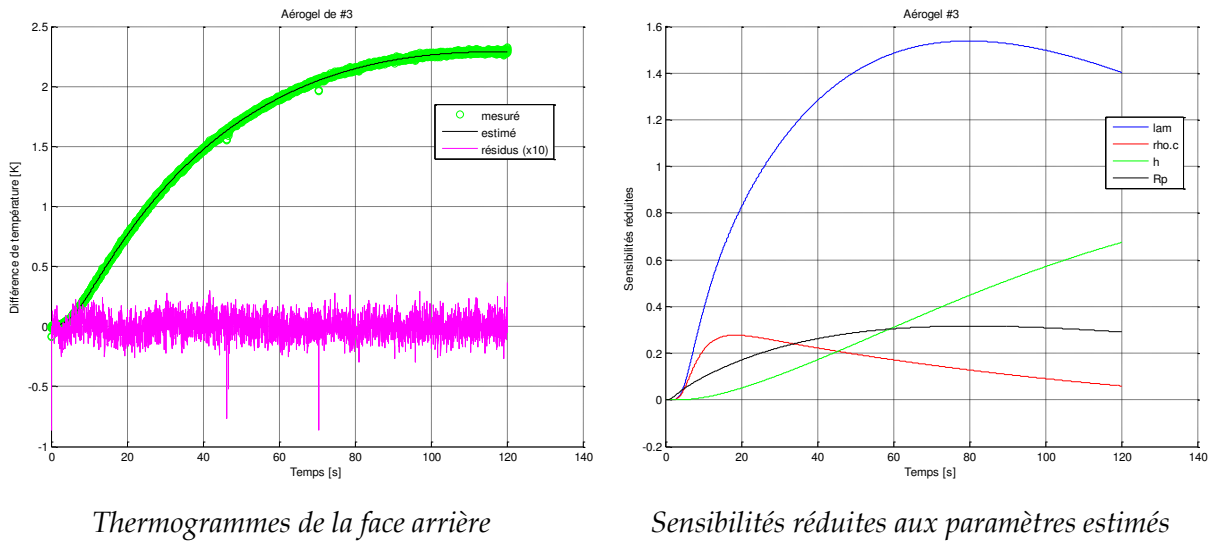 Aérogel de #3
2.5
2
1.5
1
0.5
0
-0.5
-1
0 20 40 60 80 100 120 140
Différence de température [K]
Temps [s]
mesuré
estimé
résidus (x10)
Aérogel #3
1.6
1.4
1.2
1
0.8
0.6
0.4
0.2
0
-0.2
0 20 40 60 80 100 120 140
Sensibilités réduites
Temps [s]
lam
rho.c
h
Rp
Thermogrammes de la face arrière
Sensibilités réduites aux paramètres estimés